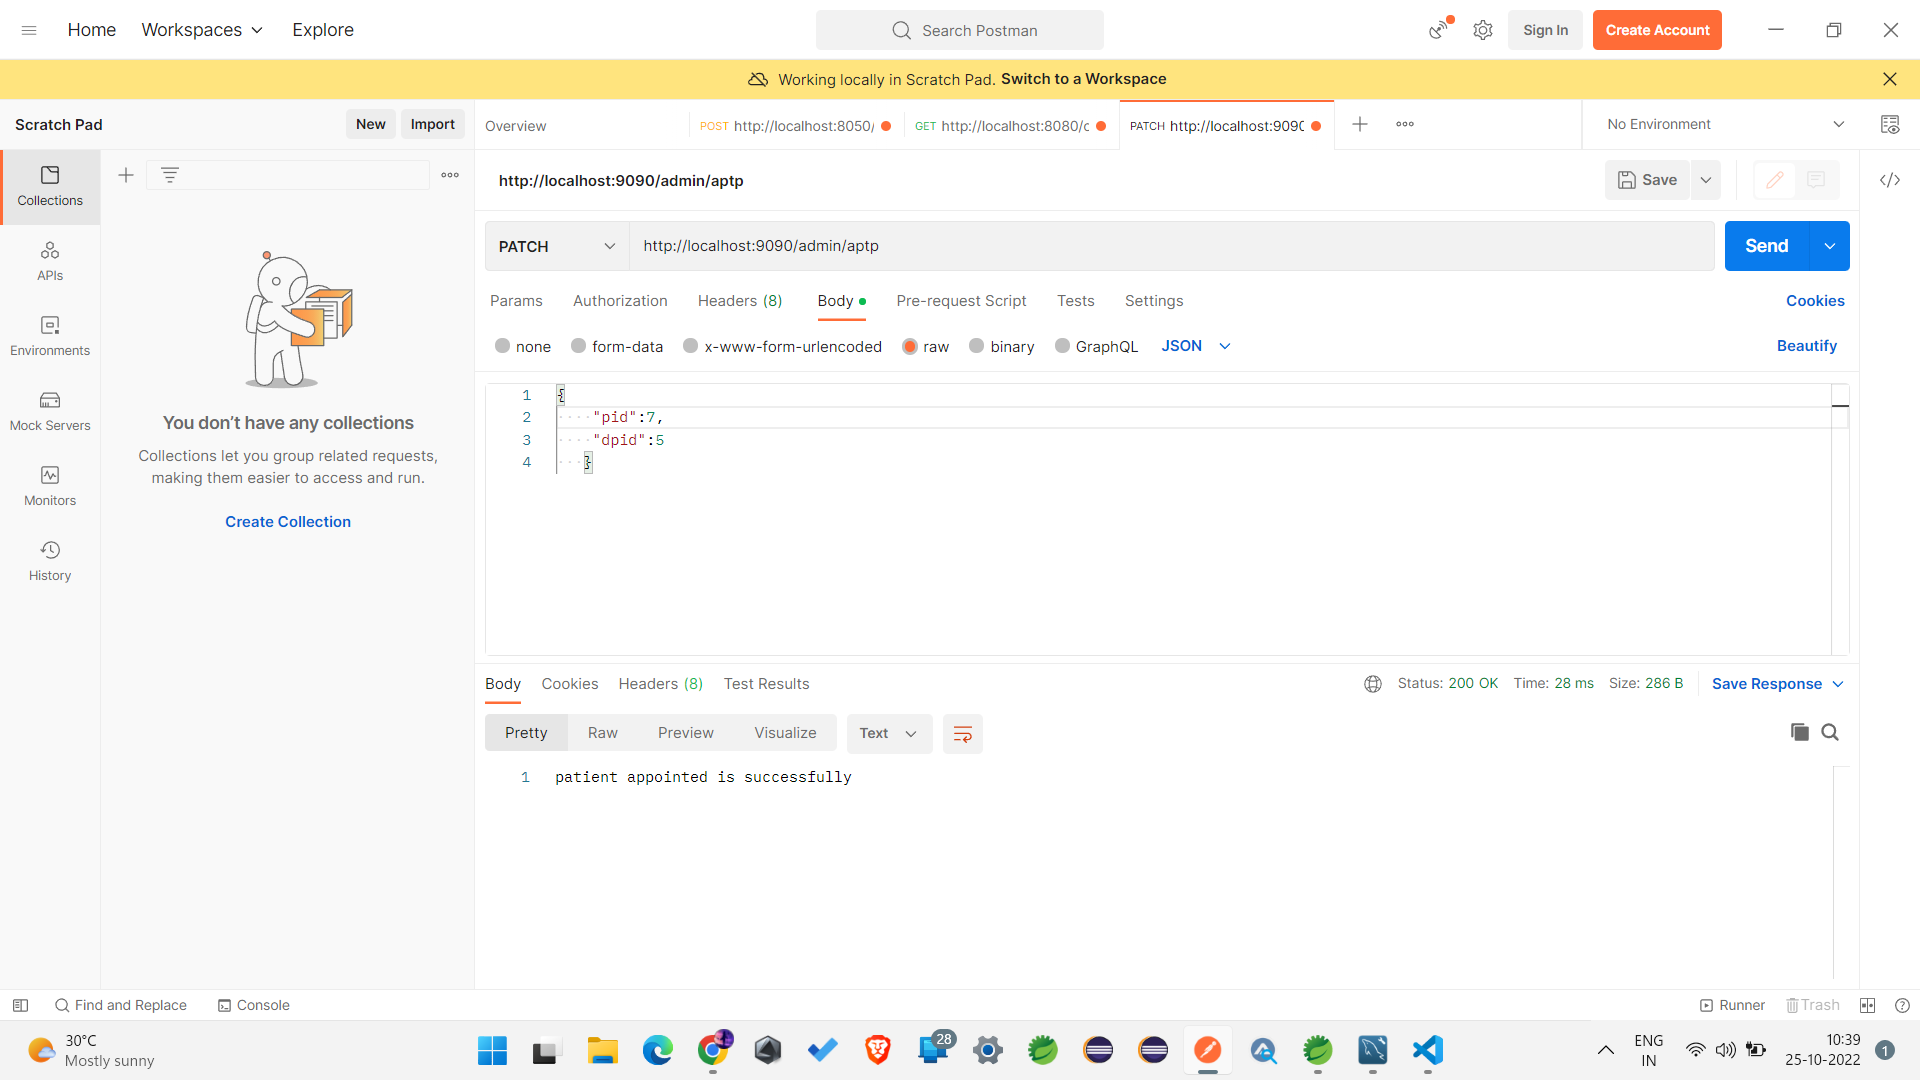 Home
Workspaces
Explore
Search Postman
Sign In
Create Account
Working locally in Scratch Pad. Switch to a Workspace
Scratch Pad
New
Import
Overview
POST http://localhost:8050/
GET http://localhost:8080/c
PATCH http://localhost:9090
No Environment
Collections
APIs
Environments
Mock Servers
Monitors
History
You don’t have any collections
Collections let you group related requests,
making them easier to access and run.
Create Collection
http://localhost:9090/admin/aptp
Save
PATCH
http://localhost:9090/admin/aptp
Send
Params
Authorization
Headers (8)
Body
Pre-request Script
Tests
Settings
Cookies
none
form-data
x-www-form-urlencoded
raw
binary
GraphQL
JSON
Beautify
1 {
2 "pid":7,
3 "dpid":5
4 }
Body
Cookies
Headers (8)
Test Results
Status: 200 OK
Time: 28 ms
Size: 286 B
Save Response
Pretty
Raw
Preview
Visualize
Text
1 patient appointed is successfully
Find and Replace
Console
Runner
Trash
30°C
Mostly sunny
28
ENG
IN
10:39
25-10-2022
1